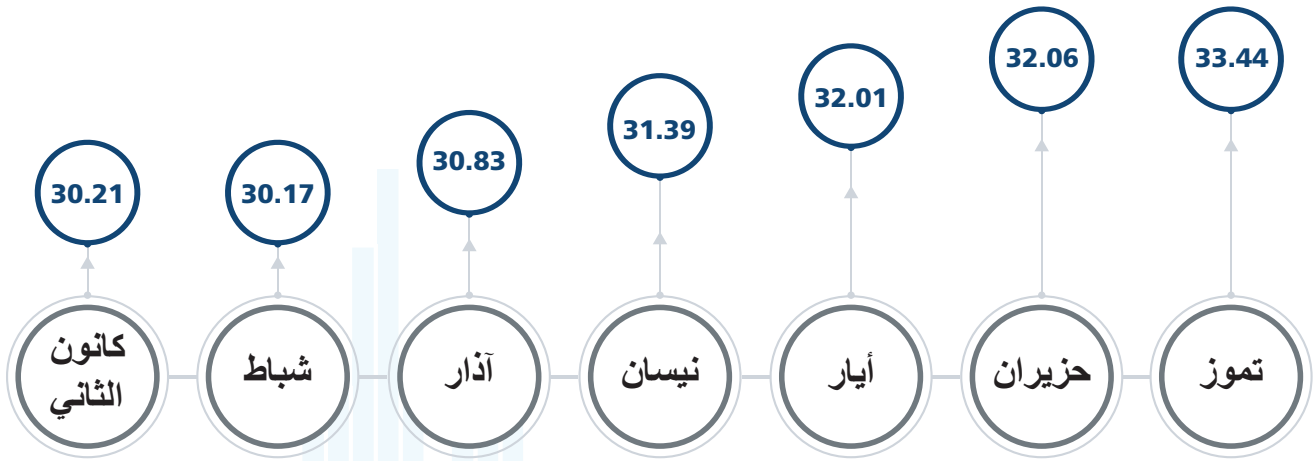 30.21
30.17
30.83
31.39
32.01
32.06
33.44
كانون
الثاني
شباط
آذار
نيسان
أيار
حزيران
تموز